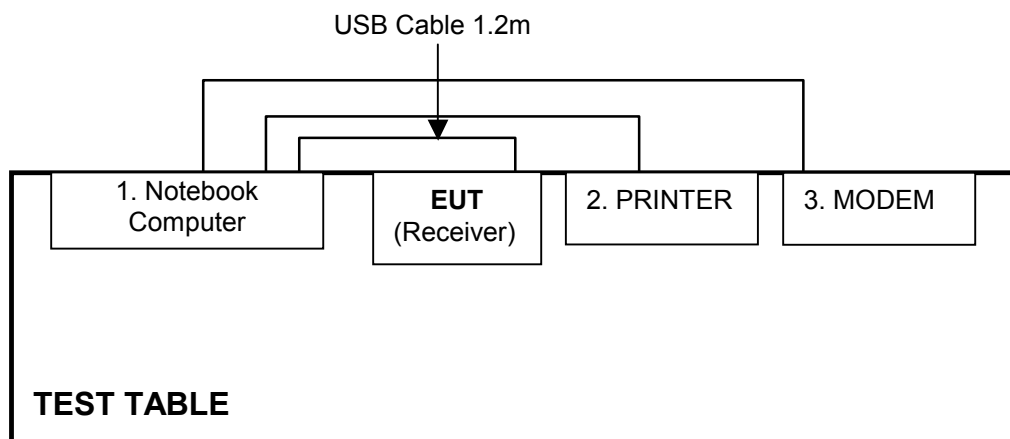 USB Cable 1.2m
1. Notebook
Computer
EUT
(Receiver)
2. PRINTER
3. MODEM
TEST TABLE